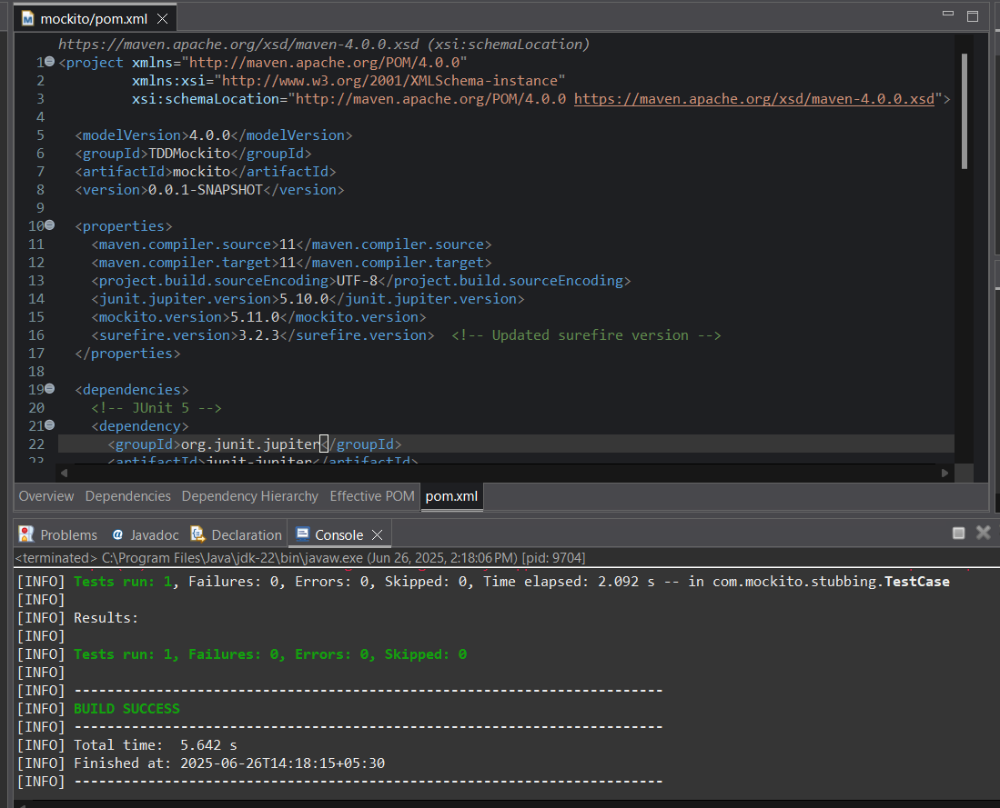 mockito/pom.xml
https://maven.apache.org/xsd/maven-4.0.0.xsd (xsi:schemaLocation)
1 <project xmlns="http://maven.apache.org/POM/4.0.0"
2 xmlns:xsi="http://www.w3.org/2001/XMLSchema-instance"
3 xsi:schemaLocation="http://maven.apache.org/POM/4.0.0 https://maven.apache.org/xsd/maven-4.0.0.xsd">
4
5 <modelVersion>4.0.0</modelVersion>
6 <groupId>TDDMockito</groupId>
7 <artifactId>mockito</artifactId>
8 <version>0.0.1-SNAPSHOT</version>
9
10 <properties>
11 <maven.compiler.source>11</maven.compiler.source>
12 <maven.compiler.target>11</maven.compiler.target>
13 <project.build.sourceEncoding>UTF-8</project.build.sourceEncoding>
14 <junit.jupiter.version>5.10.0</junit.jupiter.version>
15 <mockito.version>5.11.0</mockito.version>
16 <surefire.version>3.2.3</surefire.version> <!-- Updated surefire version -->
17 </properties>
18
19 <dependencies>
20 <!-- JUnit 5 -->
21 <dependency>
22 <groupId>org.junit.jupiter</groupId>
23 <artifactId>junit-jupiter</artifactId>
Overview Dependencies Dependency Hierarchy Effective POM pom.xml
Problems Javadoc Declaration Console
<terminated> C:\Program Files\Java\jdk-22\bin\javaw.exe (Jun 26, 2025, 2:18:06 PM) [pid: 9704]
[INFO] Tests run: 1, Failures: 0, Errors: 0, Skipped: 0, Time elapsed: 2.092 s -- in com.mockito.stubbing.TestCase
[INFO]
[INFO] Results:
[INFO]
[INFO] Tests run: 1, Failures: 0, Errors: 0, Skipped: 0
[INFO]
[INFO] ------------------------------------------------------------------------
[INFO] BUILD SUCCESS
[INFO] ------------------------------------------------------------------------
[INFO] Total time:  5.642 s
[INFO] Finished at: 2025-06-26T14:18:15+05:30
[INFO] ------------------------------------------------------------------------